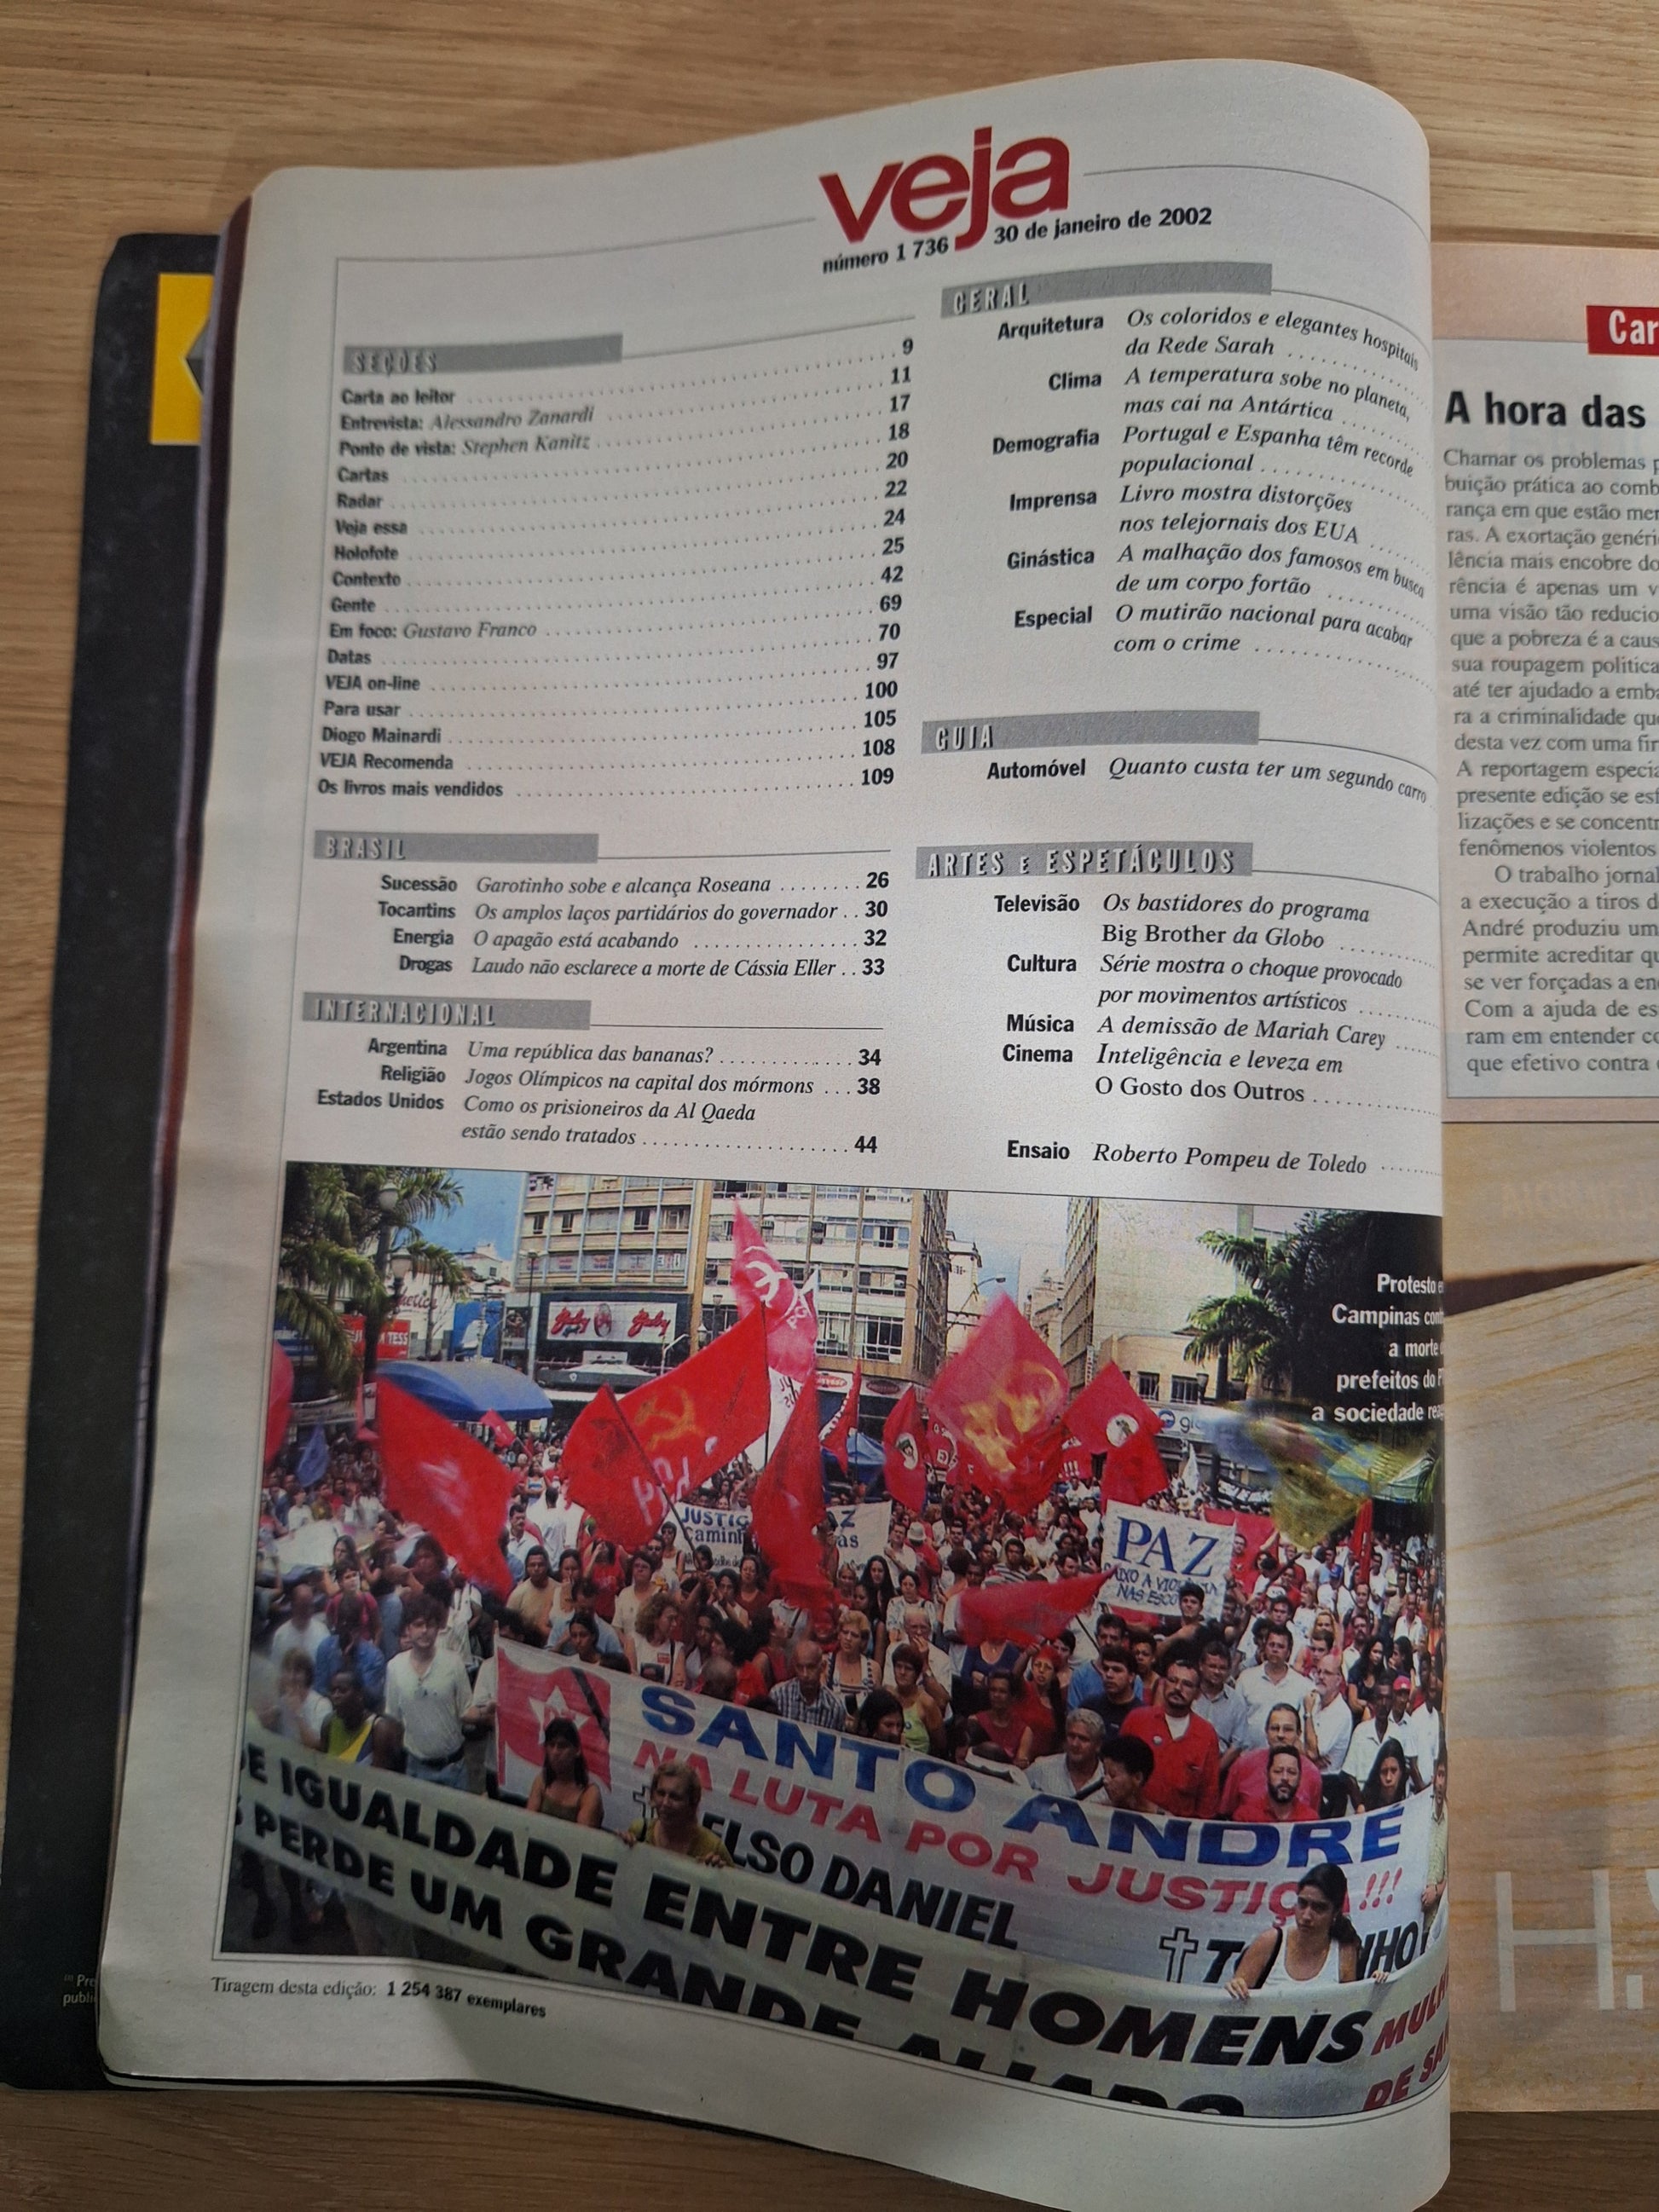 veja
número 1 736 30 de janeiro de 2002
SEÇÕES
Carta ao leitor 9
Entrevista: Alessandro Zanardi 11
Ponto de vista: Stephen Kanitz 17
Cartas 18
Radar 20
Veja essa 22
Holofote 24
Contexto 25
Gente 42
Em foco: Gustavo Franco 69
Datas 70
VEJA on-line 97
Para usar 100
Diogo Mainardi 105
VEJA Recomenda 108
Os livros mais vendidos 109
BRASIL
Sucessão Garotinho sobe e alcança Roseana 26
Tocantins Os amplos laços partidários do governador 30
Energia O apagão está acabando 32
Drogas Laudo não esclarece a morte de Cássia Eller 33
INTERNACIONAL
Argentina Uma república das bananas? 34
Religião Jogos Olímpicos na capital dos mórmons 38
Estados Unidos Como os prisioneiros da Al Qaeda
estão sendo tratados 44
GERAL
Arquitetura Os coloridos e elegantes hospitais
da Rede Sarah
Clima A temperatura sobe no planeta,
mas cai na Antártica
Demografia Portugal e Espanha têm recorde
populacional
Imprensa Livro mostra distorções
nos telejornais dos EUA
Ginástica A malhação dos famosos em busca
de um corpo fortão
Especial O mutirão nacional para acabar
com o crime
GUIA
Automóvel Quanto custa ter um segundo carro
ARTES E ESPETÁCULOS
Televisão Os bastidores do programa
Big Brother da Globo
Cultura Série mostra o choque provocado
por movimentos artísticos
Música A demissão de Mariah Carey
Cinema Inteligência e leveza em
O Gosto dos Outros
Ensaio Roberto Pompeu de Toledo
Protesto
Campinas
a morte
prefeitos do
a sociedade
Gaby Gaby
TESS
PAZ
NAS
SANTO ANDRÉ
NA LUTA POR JUSTIÇ !!!
ELSO DANIEL
DE IGUALDADE ENTRE HOMENS
PERDE UM GRANDE ALIADO
DE
Tiragem desta edição: 1 254 387 exemplares
Car
A hora das
Chamar os problemas p
buição prática ao comb
rança em que estão mer
ras. A exortação genéri
lência mais encobre do
rência é apenas um v
uma visão tão reducio
que a pobreza é a caus
sua roupagem politica
até ter ajudado a emba
ra a criminalidade que
desta vez com uma fir
A reportagem especia
presente edição se esf
lizações e se concentr
fenômenos violentos
O trabalho jornal
a execução a tiros d
André produziu um
permite acreditar qu
se ver forçadas a en
Com a ajuda de es
ram em entender co
que efetivo contra